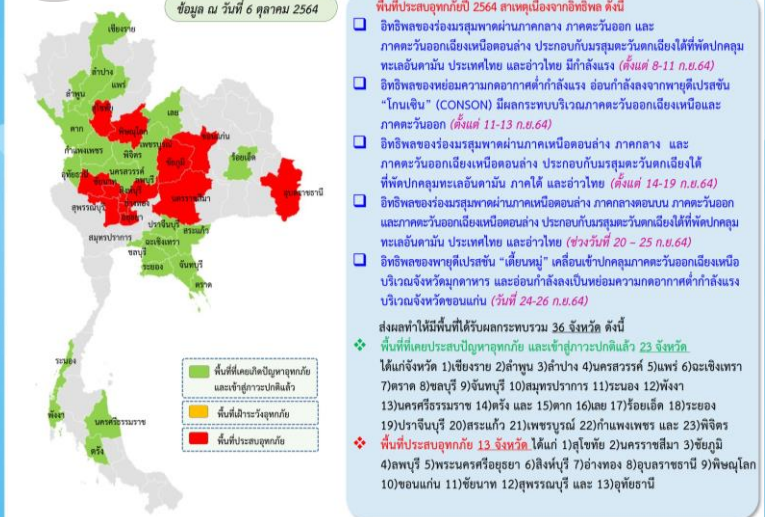 ข้อมูล ณ วันที่ 6 ตุลาคม 2564
เชียงราย
ลำปาง
แพร่
ลำพูน
สุโขทัย
เลย
ตาก
พิษณุโลก
ขอนแก่น
เพชรบูรณ์
กำแพงเพชร
พิจิตร
ชัยภูมิ
ร้อยเอ็ด
อุทัยธานี
นครสวรรค์
ชัยนาท
ลพบุรี
สิงห์บุรี
นครราชสีมา
อุบลราชธานี
สุพรรณบุรี
อ่างทอง
อยุธยา
ปราจีนบุรี
สระแก้ว
สมุทรปราการ
ฉะเชิงเทรา
ชลบุรี
ระยอง
จันทบุรี
ตราด
ระนอง
พังงา
นครศรีธรรมราช
ตรัง
พื้นที่ที่เคยเกิดปัญหาอุทกภัย
และเข้าสู่ภาวะปกติแล้ว
พื้นที่เฝ้าระวังอุทกภัย
พื้นที่ประสบอุทกภัย
พื้นที่ประสบอุทกภัยปี 2564 สาเหตุเนื่องจากอิทธิพล ดังนี้
อิทธิพลของร่องมรสุมพาดผ่านภาคกลาง ภาคตะวันออก และ
ภาคตะวันออกเฉียงเหนือตอนล่าง ประกอบกับมรสุมตะวันตกเฉียงใต้ที่พัดปกคลุม
ทะเลอันดามัน ประเทศไทย และอ่าวไทย มีกำลังแรง (ตั้งแต่ 8-11 ก.ย.64)
อิทธิพลของหย่อมความกดอากาศต่ำกำลังแรง อ่อนกำลังลงจากพายุดีเปรสชัน
“โกนเซิน” (CONSON) มีผลกระทบบริเวณภาคตะวันออกเฉียงเหนือและ
ภาคตะวันออก (ตั้งแต่ 11-13 ก.ย.64)
อิทธิพลของร่องมรสุมพาดผ่านภาคเหนือตอนล่าง ภาคกลาง และ
ภาคตะวันออกเฉียงเหนือตอนล่าง ประกอบกับมรสุมตะวันตกเฉียงใต้
ที่พัดปกคลุมทะเลอันดามัน ภาคใต้ และอ่าวไทย (ตั้งแต่ 14-19 ก.ย.64)
อิทธิพลของร่องมรสุมพาดผ่านภาคเหนือตอนล่าง ภาคกลางตอนบน ภาคตะวันออก
และภาคตะวันออกเฉียงเหนือตอนล่าง ประกอบกับมรสุมตะวันตกเฉียงใต้ที่พัดปกคลุม
ทะเลอันดามัน ประเทศไทย และอ่าวไทย (ช่วงวันที่ 20 – 25 ก.ย.64)
อิทธิพลของพายุดีเปรสชัน “เตี้ยนหมู่” เคลื่อนเข้าปกคลุมภาคตะวันออกเฉียงเหนือ
บริเวณจังหวัดมุกดาหาร และอ่อนกำลังลงเป็นหย่อมความกดอากาศต่ำกำลังแรง
บริเวณจังหวัดขอนแก่น (วันที่ 24-26 ก.ย.64)
ส่งผลทำให้มีพื้นที่ได้รับผลกระทบรวม 36 จังหวัด ดังนี้
พื้นที่ที่เคยประสบปัญหาอุทกภัย และเข้าสู่ภาวะปกติแล้ว 23 จังหวัด
ได้แก่จังหวัด 1)เชียงราย 2)ลำพูน 3)ลำปาง 4)นครสวรรค์ 5)แพร่ 6)ฉะเชิงเทรา
7)ตราด 8)ชลบุรี 9)จันทบุรี 10)สมุทรปราการ 11)ระนอง 12)พังงา
13)นครศรีธรรมราช 14)ตรัง และ 15)ตาก 16)เลย 17)ร้อยเอ็ด 18)ระยอง
19)ปราจีนบุรี 20)สระแก้ว 21)เพชรบูรณ์ 22)กำแพงเพชร และ 23)พิจิตร
พื้นที่ประสบอุทกภัย 13 จังหวัด ได้แก่ 1)สุโขทัย 2)นครราชสีมา 3)ชัยภูมิ
4)ลพบุรี 5)พระนครศรีอยุธยา 6)สิงห์บุรี 7)อ่างทอง 8)อุบลราชธานี 9)พิษณุโลก
10)ขอนแก่น 11)ชัยนาท 12)สุพรรณบุรี และ 13)อุทัยธานี